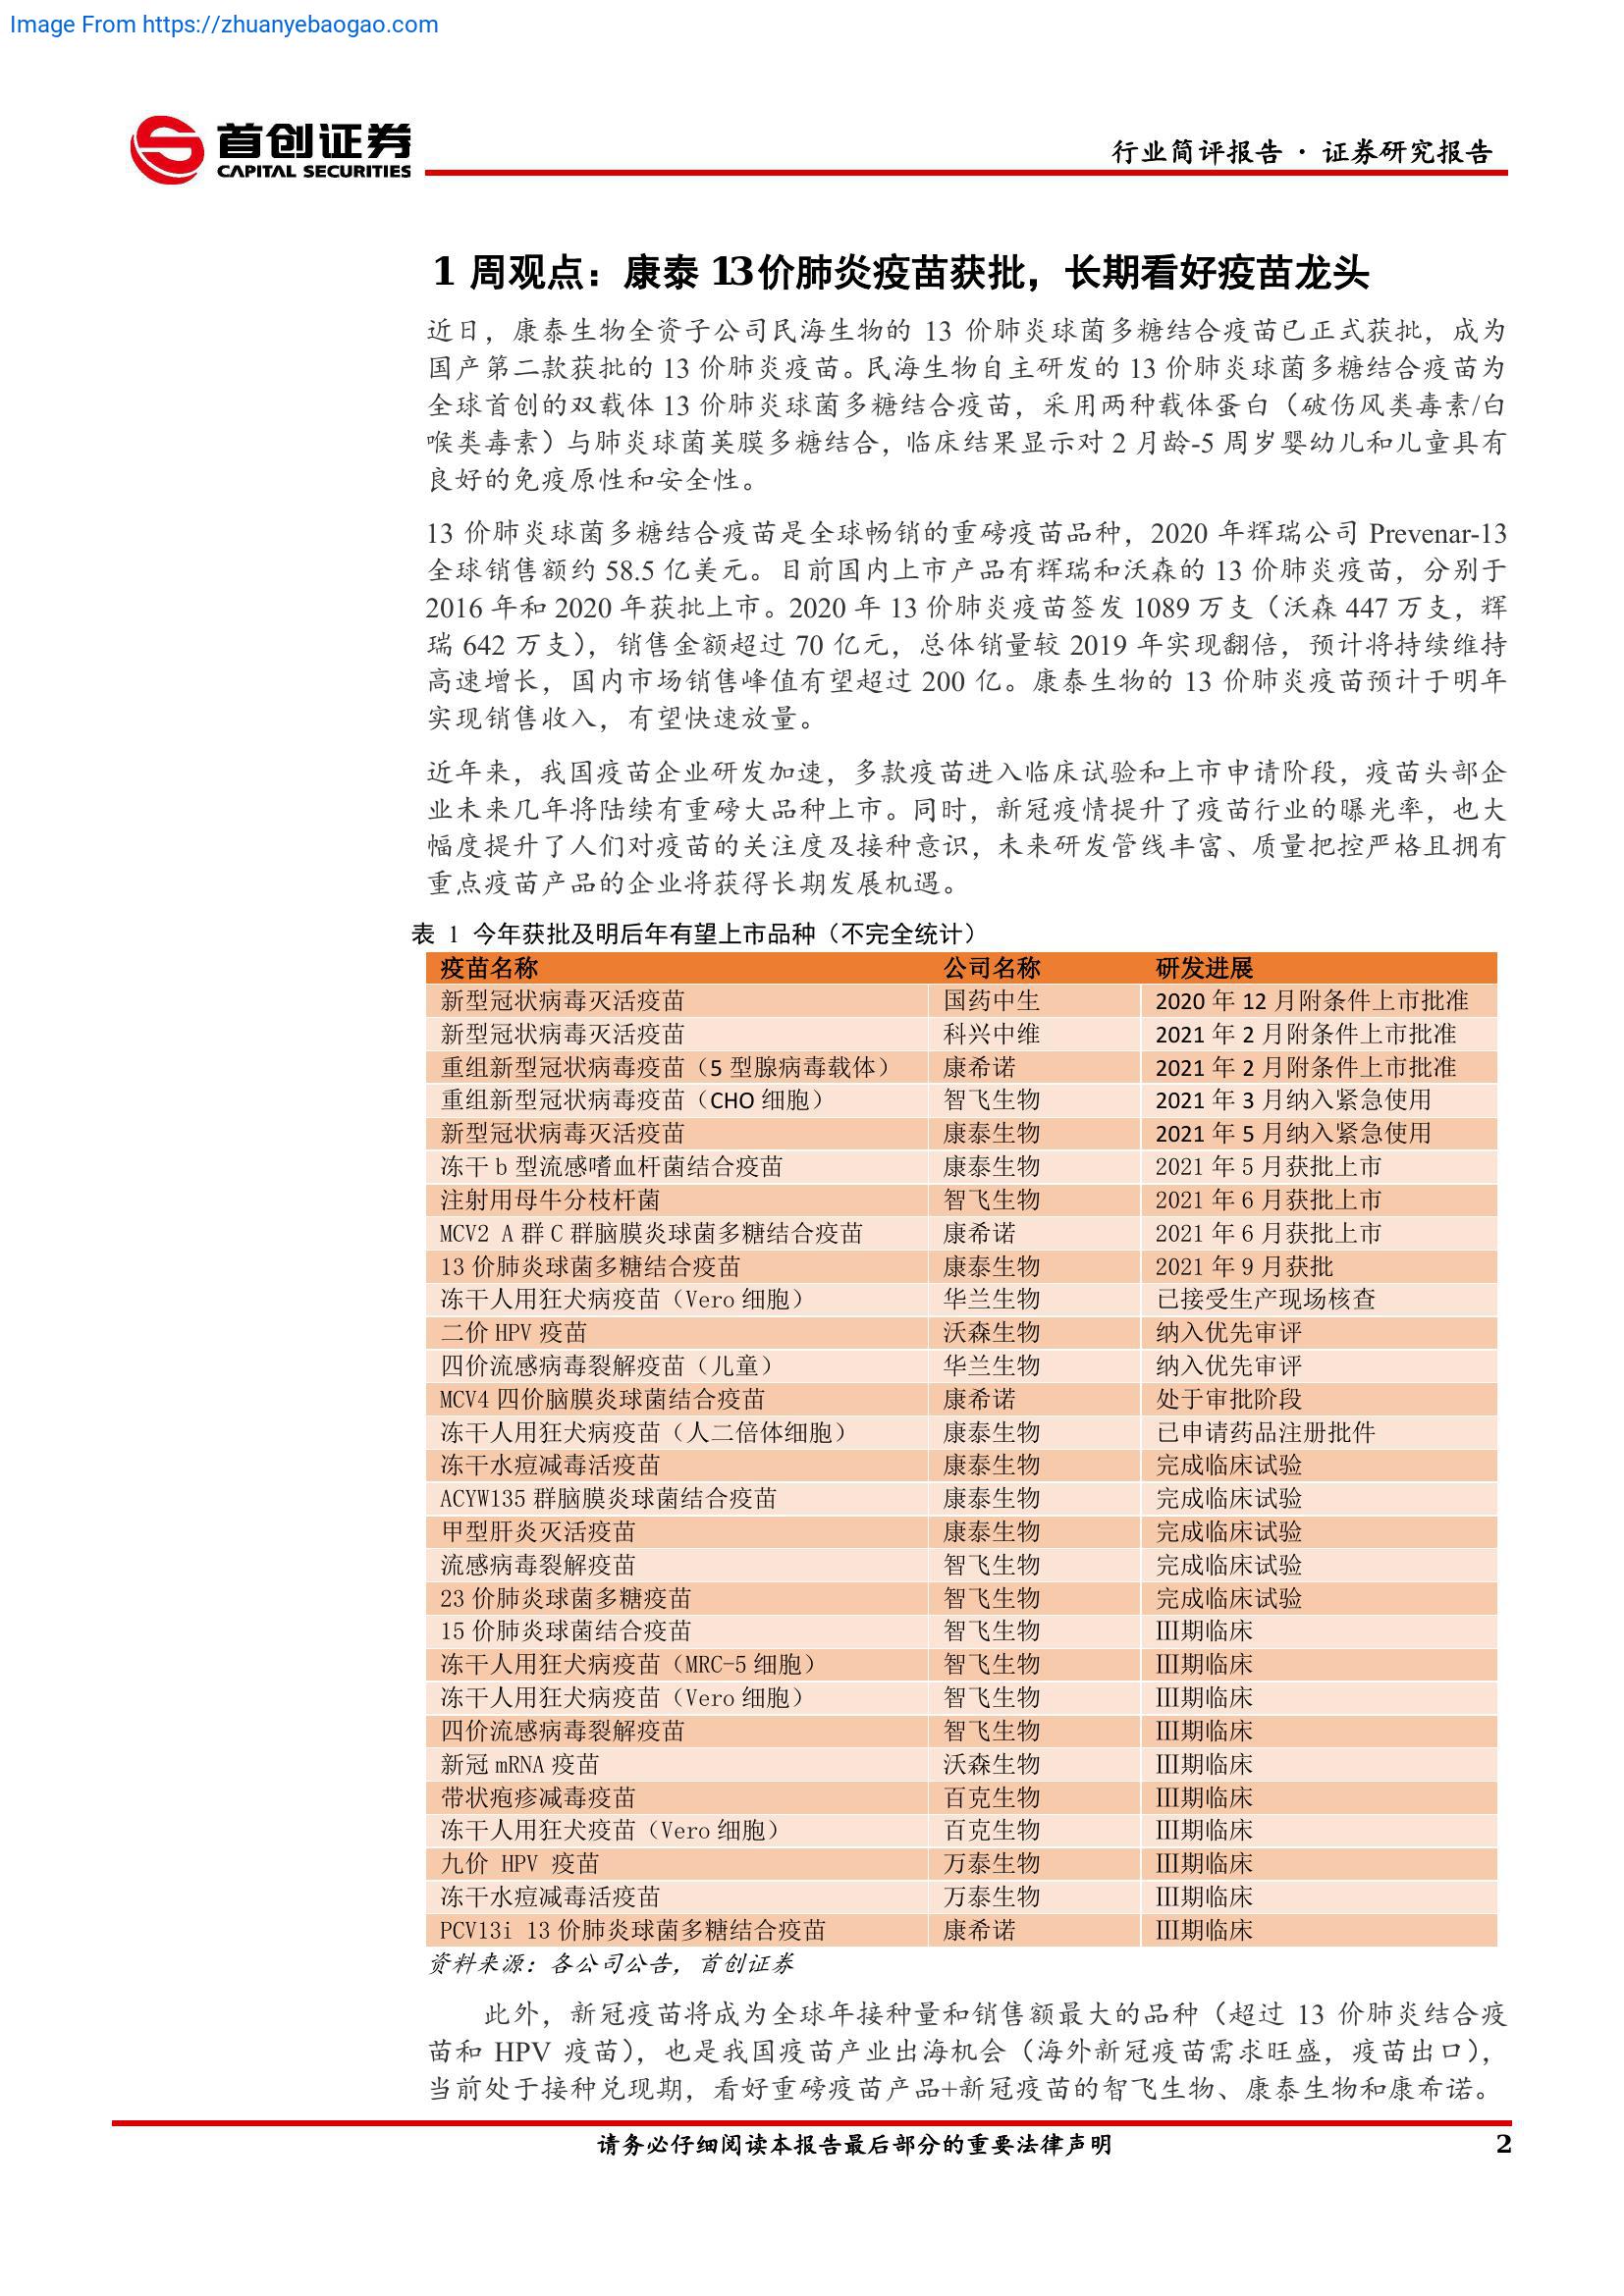 Image From https://zhuanyebaogao.com
首创证券
CAPITAL SECURITIES
行业简评报告 · 证券研究报告
1 周观点：康泰 13价肺炎疫苗获批，长期看好疫苗龙头
近日，康泰生物全资子公司民海生物的 13 价肺炎球菌多糖结合疫苗已正式获批，成为
国产第二款获批的 13 价肺炎疫苗。民海生物自主研发的 13 价肺炎球菌多糖结合疫苗为
全球首创的双载体 13 价肺炎球菌多糖结合疫苗，采用两种载体蛋白（破伤风类毒素/白
喉类毒素）与肺炎球菌荚膜多糖结合，临床结果显示对 2 月龄-5 周岁婴幼儿和儿童具有
良好的免疫原性和安全性。
13 价肺炎球菌多糖结合疫苗是全球畅销的重磅疫苗品种，2020 年辉瑞公司 Prevenar-13
全球销售额约 58.5 亿美元。目前国内上市产品有辉瑞和沃森的 13 价肺炎疫苗，分别于
2016 年和 2020 年获批上市。2020 年 13 价肺炎疫苗签发 1089 万支（沃森 447 万支，辉
瑞 642 万支），销售金额超过 70 亿元，总体销量较 2019 年实现翻倍，预计将持续维持
高速增长，国内市场销售峰值有望超过 200 亿。康泰生物的 13 价肺炎疫苗预计于明年
实现销售收入，有望快速放量。
近年来，我国疫苗企业研发加速，多款疫苗进入临床试验和上市申请阶段，疫苗头部企
业未来几年将陆续有重磅大品种上市。同时，新冠疫情提升了疫苗行业的曝光率，也大
幅度提升了人们对疫苗的关注度及接种意识，未来研发管线丰富、质量把控严格且拥有
重点疫苗产品的企业将获得长期发展机遇。
表 1 今年获批及明后年有望上市品种（不完全统计）
疫苗名称 公司名称 研发进展
新型冠状病毒灭活疫苗 国药中生 2020 年 12 月附条件上市批准
新型冠状病毒灭活疫苗 科兴中维 2021 年 2 月附条件上市批准
重组新型冠状病毒疫苗（5 型腺病毒载体） 康希诺 2021 年 2 月附条件上市批准
重组新型冠状病毒疫苗（CHO 细胞） 智飞生物 2021 年 3 月纳入紧急使用
新型冠状病毒灭活疫苗 康泰生物 2021 年 5 月纳入紧急使用
冻干 b 型流感嗜血杆菌结合疫苗 康泰生物 2021 年 5 月获批上市
注射用母牛分枝杆菌 智飞生物 2021 年 6 月获批上市
MCV2 A 群 C 群脑膜炎球菌多糖结合疫苗 康希诺 2021 年 6 月获批上市
13 价肺炎球菌多糖结合疫苗 康泰生物 2021 年 9 月获批
冻干人用狂犬病疫苗（Vero 细胞） 华兰生物 已接受生产现场核查
二价 HPV 疫苗 沃森生物 纳入优先审评
四价流感病毒裂解疫苗（儿童） 华兰生物 纳入优先审评
MCV4 四价脑膜炎球菌结合疫苗 康希诺 处于审批阶段
冻干人用狂犬病疫苗（人二倍体细胞） 康泰生物 已申请药品注册批件
冻干水痘减毒活疫苗 康泰生物 完成临床试验
ACYW135 群脑膜炎球菌结合疫苗 康泰生物 完成临床试验
甲型肝炎灭活疫苗 康泰生物 完成临床试验
流感病毒裂解疫苗 智飞生物 完成临床试验
23 价肺炎球菌多糖疫苗 智飞生物 完成临床试验
15 价肺炎球菌结合疫苗 智飞生物 Ⅲ期临床
冻干人用狂犬病疫苗（MRC-5 细胞） 智飞生物 Ⅲ期临床
冻干人用狂犬病疫苗（Vero 细胞） 智飞生物 Ⅲ期临床
四价流感病毒裂解疫苗 智飞生物 Ⅲ期临床
新冠 mRNA 疫苗 沃森生物 Ⅲ期临床
带状疱疹减毒疫苗 百克生物 Ⅲ期临床
冻干人用狂犬疫苗（Vero 细胞） 百克生物 Ⅲ期临床
九价 HPV 疫苗 万泰生物 Ⅲ期临床
冻干水痘减毒活疫苗 万泰生物 Ⅲ期临床
PCV13i 13 价肺炎球菌多糖结合疫苗 康希诺 Ⅲ期临床
资料来源：各公司公告，首创证券
此外，新冠疫苗将成为全球年接种量和销售额最大的品种（超过 13 价肺炎结合疫
苗和 HPV 疫苗），也是我国疫苗产业出海机会（海外新冠疫苗需求旺盛，疫苗出口），
当前处于接种兑现期，看好重磅疫苗产品+新冠疫苗的智飞生物、康泰生物和康希诺。
请务必仔细阅读本报告最后部分的重要法律声明 2